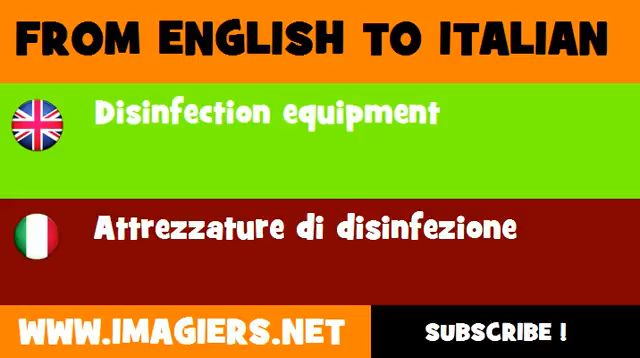 FROM ENGLISH TO ITALIAN
Disinfection equipment
Attrezzature di disinfezione
WWW.IMAGIERS.NET
SUBSCRIBE !